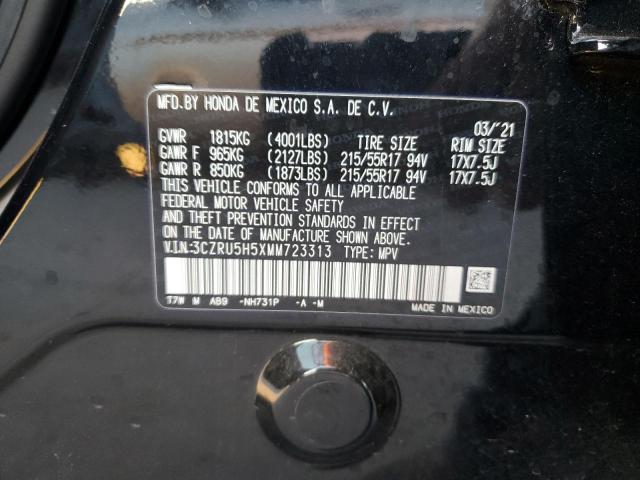 MFD.BY HONDA DE MEXICO S.A. DE C.V.
03/'21
GVWR 1815KG (4001LBS) TIRE SIZE RIM SIZE
GAWR F 965KG (2127LBS) 215/55R17 94V 17X7.5J
GAWR R 850KG (1873LBS) 215/55R17 94V 17X7.5J
THIS VEHICLE CONFORMS TO ALL APPLICABLE
FEDERAL MOTOR VEHICLE SAFETY
AND THEFT PREVENTION STANDARDS IN EFFECT
ON THE DATE OF MANUFACTURE SHOWN ABOVE.
V.I.N:3CZRU5H5XMM723313 TYPE: MPV
T7W M AB9 -NH731P -A -M MADE IN MEXICO